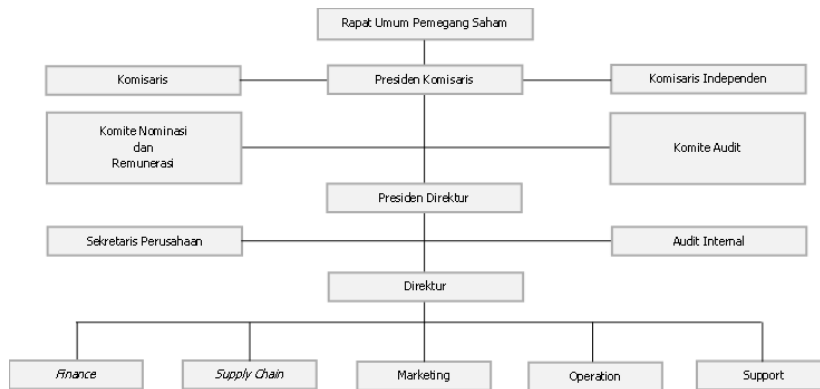 Rapat Umum Pemegang Saham
Komisaris
Presiden Komisaris
Komisaris Independen
Komite Nominasi
dan
Remunerasi
Komite Audit
Presiden Direktur
Sekretaris Perusahaan
Audit Internal
Direktur
Finance
Supply Chain
Marketing
Operation
Support